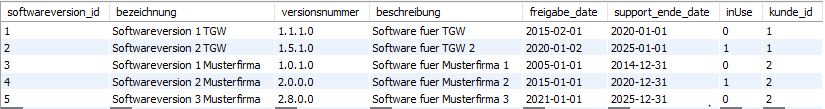 softwareversion_id bezeichnung versionsnummer beschreibung freigabe_date support_ende_date inUse kunde_id
1 Softwareversion 1 TGW 1.1.1.0 Software fuer TGW 2015-02-01 2020-01-01 0 1
2 Softwareversion 2 TGW 1.5.1.0 Software fuer TGW 2 2020-01-02 2025-01-01 1 1
3 Softwareversion 1 Musterfirma 1.0.1.0 Software fuer Musterfirma 1 2005-01-01 2014-12-31 0 2
4 Softwareversion 2 Musterfirma 2.0.0.0 Software fuer Musterfirma 2 2015-01-01 2020-12-31 1 2
5 Softwareversion 3 Musterfirma 2.8.0.0 Software fuer Musterfirma 3 2021-01-01 2025-12-31 0 2